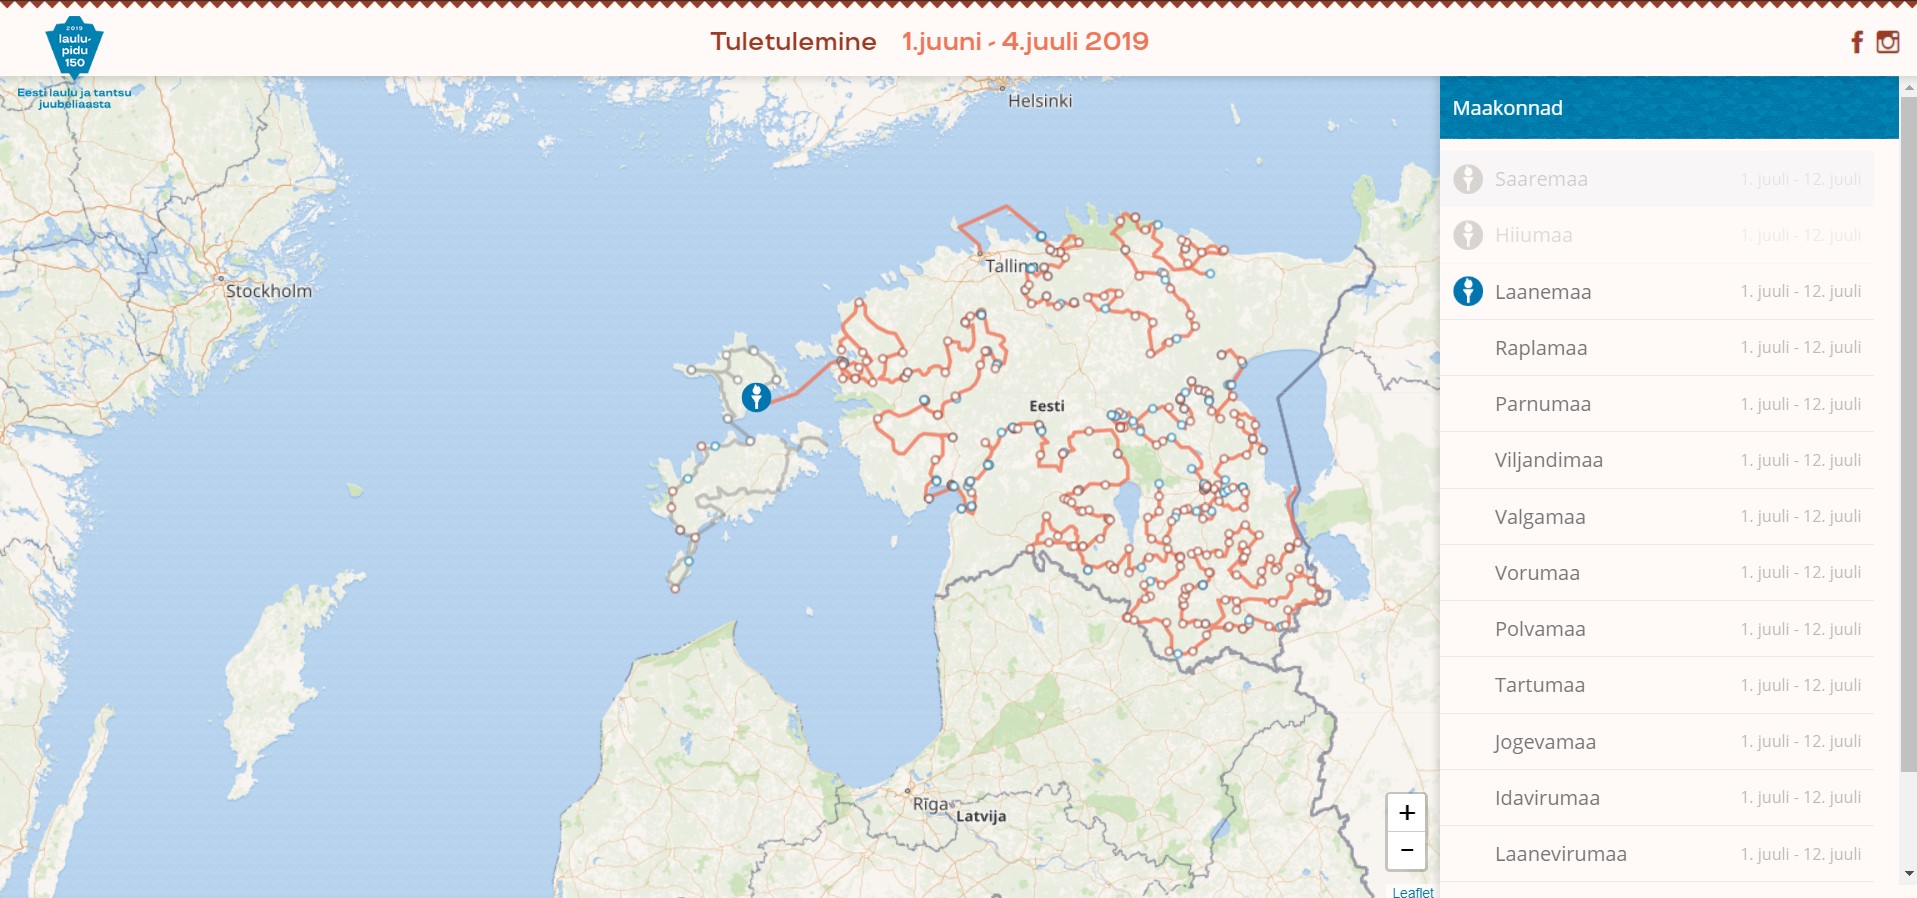 2019
laulu-
pidu
150
Eesti laulu ja tantsu
juubeliaasta
Tuletulemine 1.juuni - 4.juuli 2019
Helsinki
Stockholm
Tallinn
Eesti
Rīga
Latvija
+
−
Leaflet
Maakonnad
Saaremaa 1. juuli - 12. juuli
Hiiumaa 1. juuli - 12. juuli
Laanemaa 1. juuli - 12. juuli
Raplamaa 1. juuli - 12. juuli
Parnumaa 1. juuli - 12. juuli
Viljandimaa 1. juuli - 12. juuli
Valgamaa 1. juuli - 12. juuli
Vorumaa 1. juuli - 12. juuli
Polvamaa 1. juuli - 12. juuli
Tartumaa 1. juuli - 12. juuli
Jogevamaa 1. juuli - 12. juuli
Idavirumaa 1. juuli - 12. juuli
Laanevirumaa 1. juuli - 12. juuli